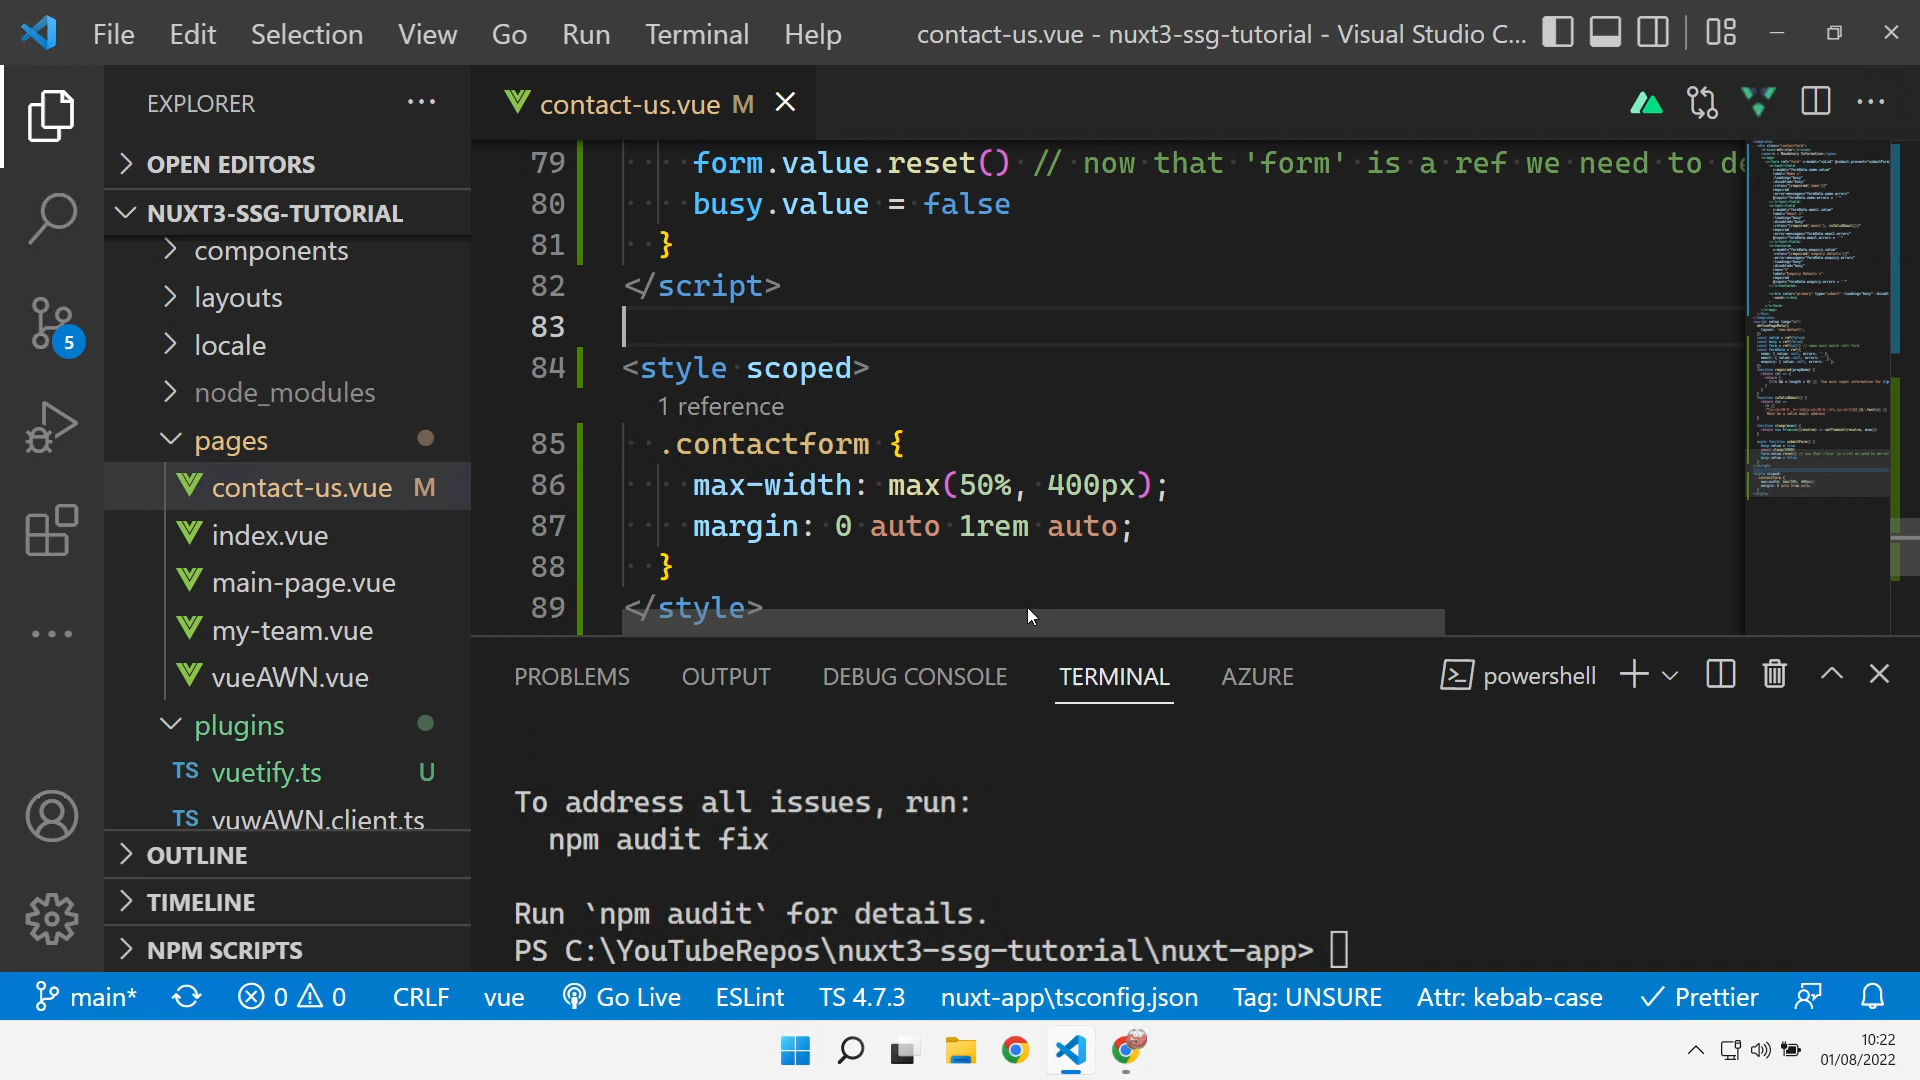 File Edit Selection View Go Run Terminal Help
contact-us.vue - nuxt3-ssg-tutorial - Visual Studio C...
EXPLORER
OPEN EDITORS
NUXT3-SSG-TUTORIAL
components
layouts
locale
node_modules
pages
contact-us.vue M
index.vue
main-page.vue
my-team.vue
vueAWN.vue
plugins
TS vuetify.ts U
TS vuwAWN.client.ts
OUTLINE
TIMELINE
NPM SCRIPTS
5
contact-us.vue M
79 form.value.reset() // now that 'form' is a ref we need to de
80 busy.value = false
81 }
82 </script>
83
84 <style scoped>
1 reference
85 .contactform {
86 max-width: max(50%, 400px);
87 margin: 0 auto 1rem auto;
88 }
89 </style>
PROBLEMS OUTPUT DEBUG CONSOLE TERMINAL AZURE
powershell
To address all issues, run:
npm audit fix
Run `npm audit` for details.
PS C:\YouTubeRepos\nuxt3-ssg-tutorial\nuxt-app>
main* 0 0 CRLF vue Go Live ESLint TS 4.7.3 nuxt-app\tsconfig.json Tag: UNSURE Attr: kebab-case Prettier
10:22
01/08/2022